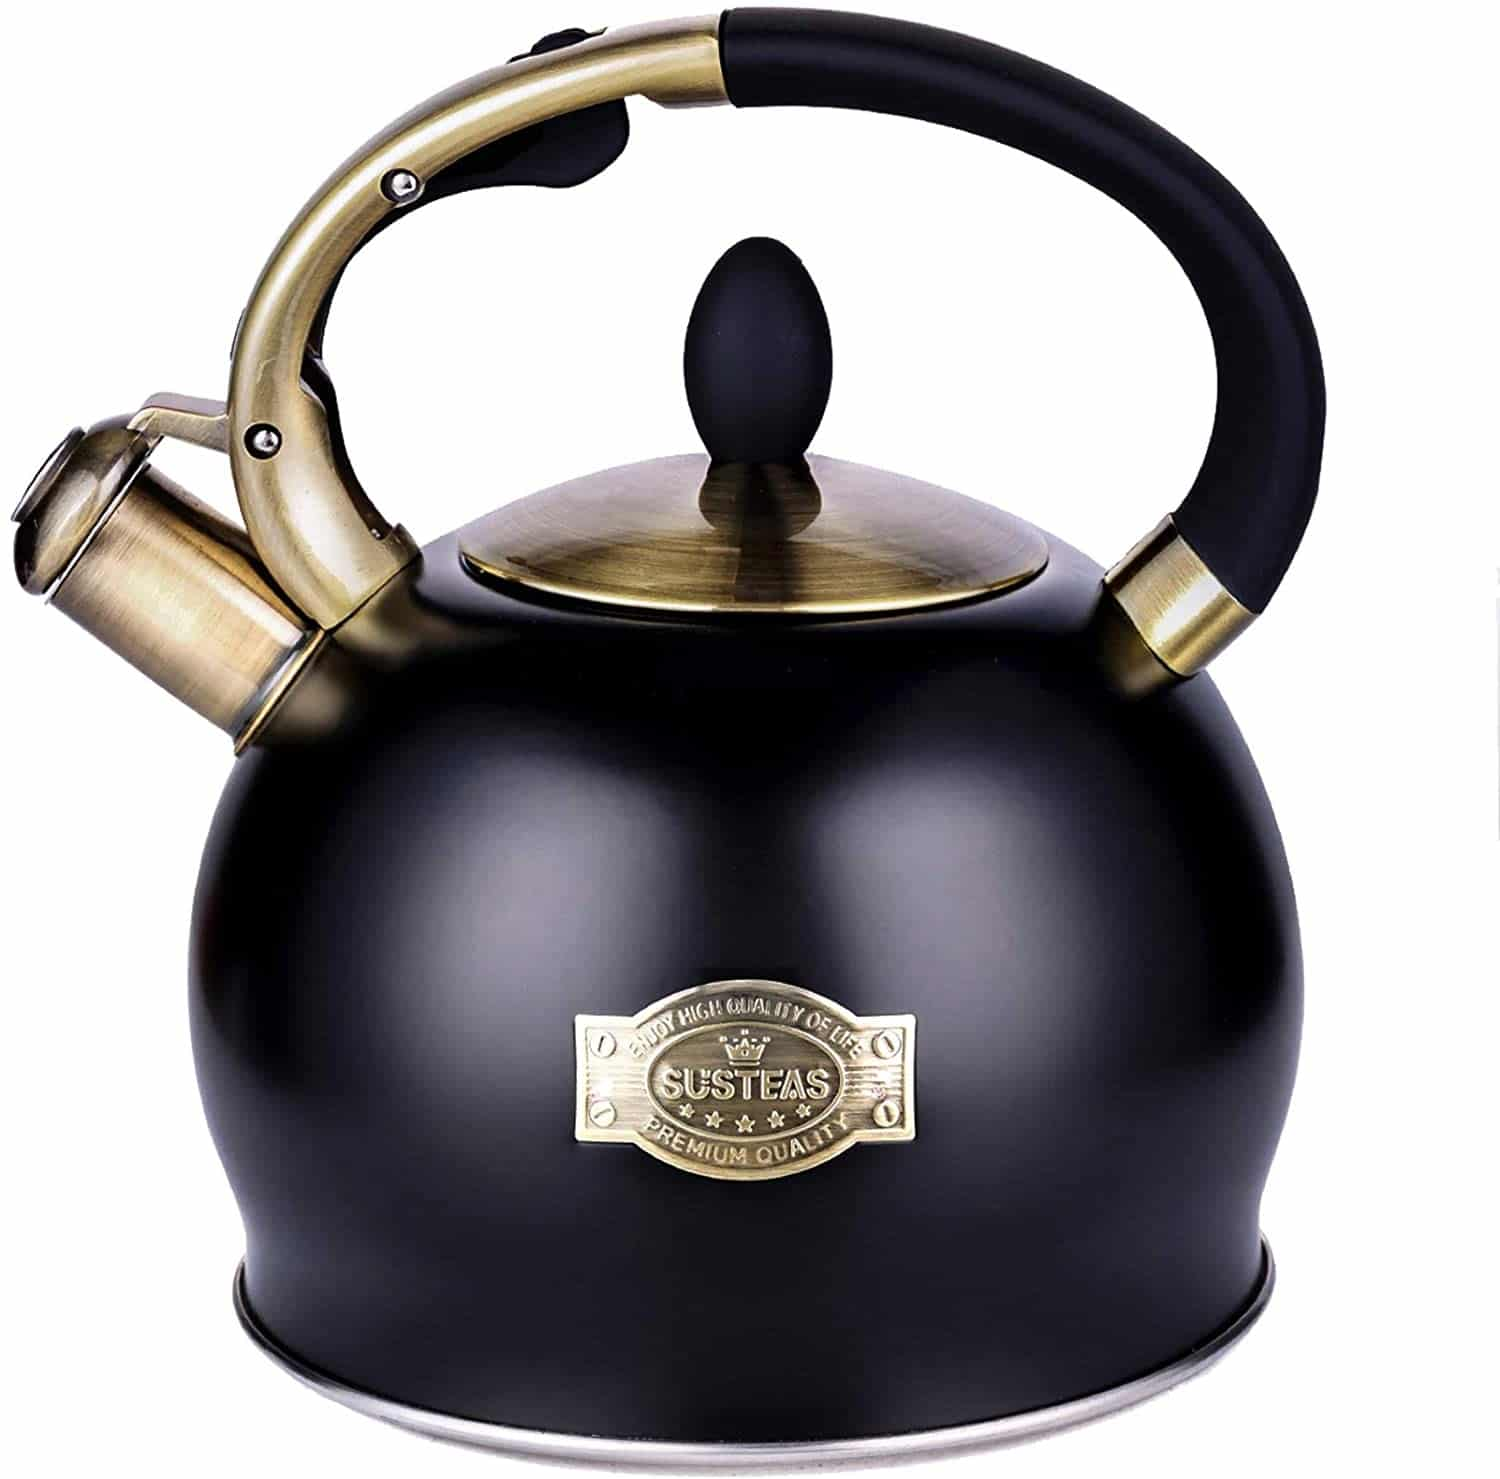 ENJOY HIGH QUALITY OF LIFE
SUSTEAS
PREMIUM QUALITY